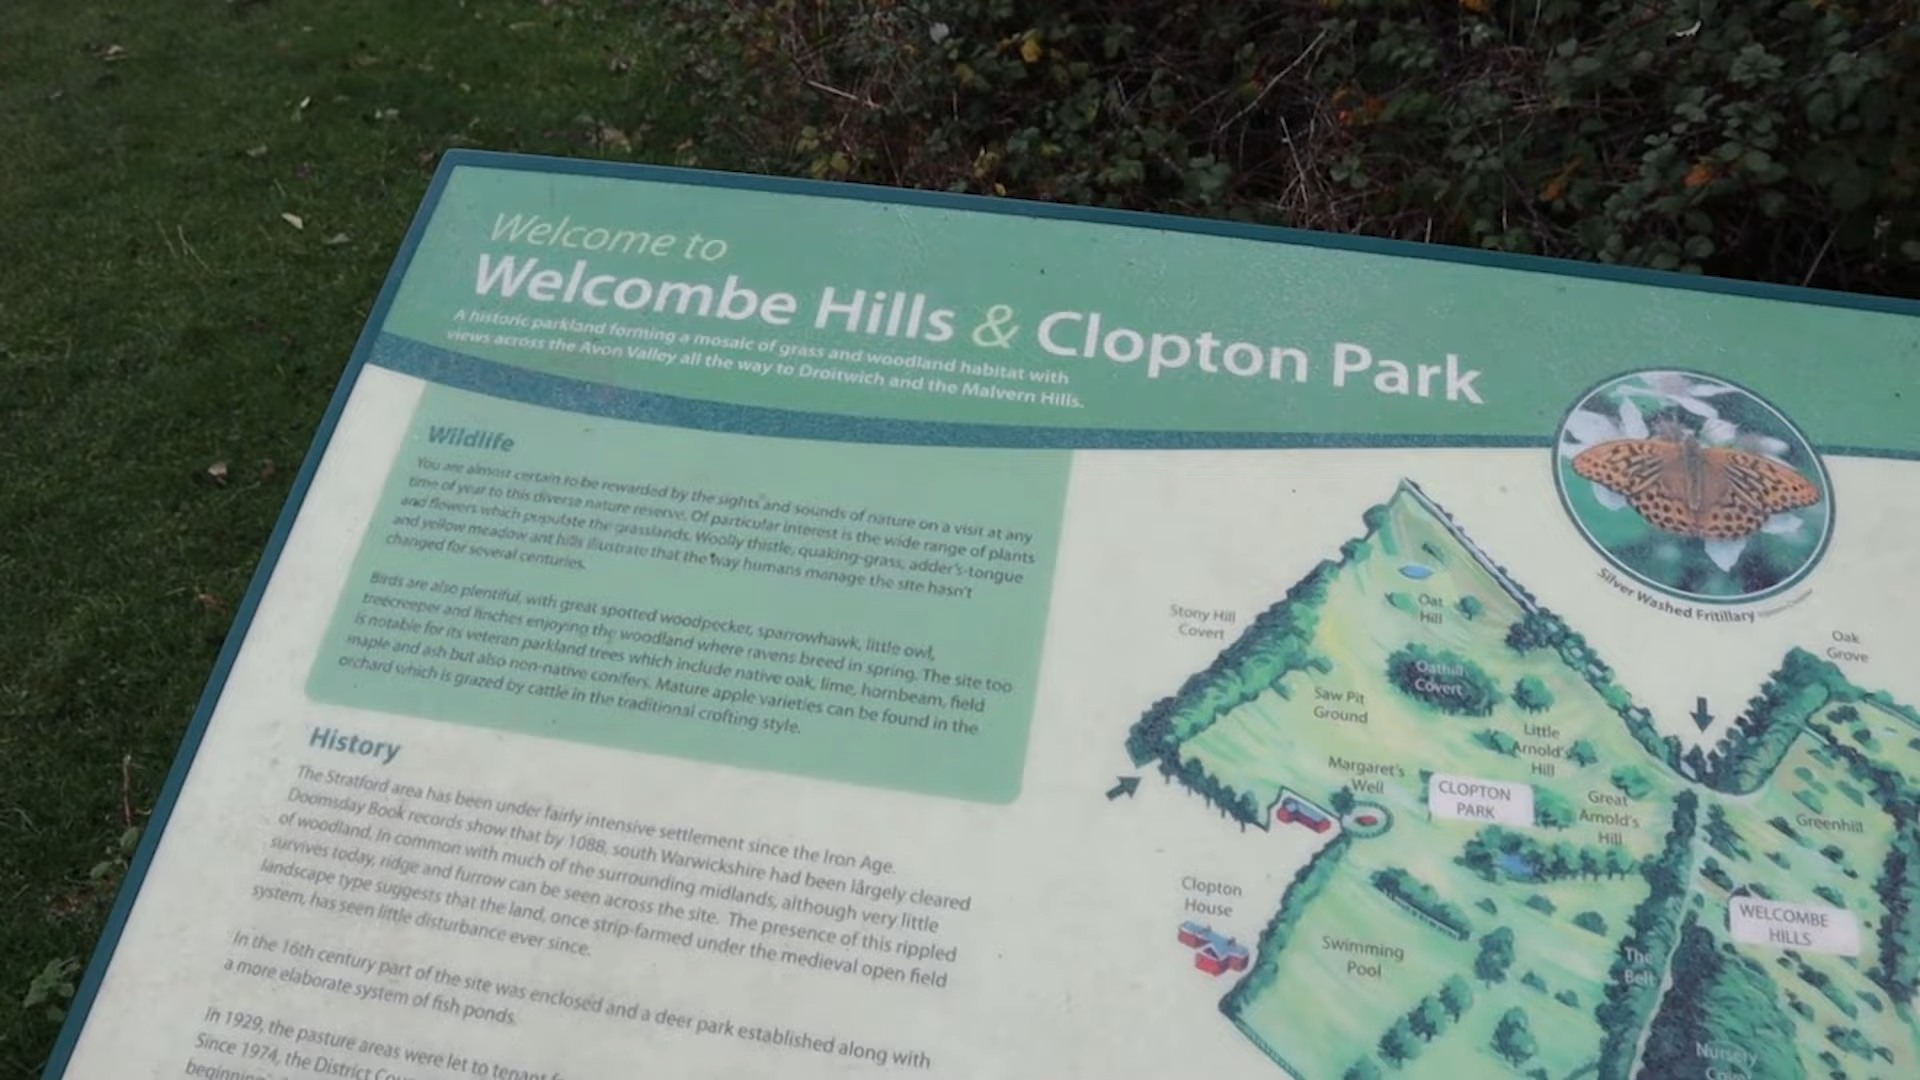 Welcome to
Welcombe Hills & Clopton Park
A historic parkland forming a mosaic of grass and woodland habitat with
views across the Avon Valley all the way to Droitwich and the Malvern Hills.
Wildlife
You are almost certain to be rewarded by the sights and sounds of nature on a visit at any
time of year to this diverse nature reserve. Of particular interest is the wide range of plants
and flowers which populate the grasslands. Woolly thistle, quaking-grass, adder's-tongue
and yellow meadow ant hills illustrate that the way humans manage the site hasn't
changed for several centuries.
Birds are also plentiful, with great spotted woodpecker, sparrowhawk, little owl,
treecreeper and finches enjoying the woodland where ravens breed in spring. The site too
is notable for its veteran parkland trees which include native oak, lime, hornbeam, field
maple and ash but also non-native conifers. Mature apple varieties can be found in the
orchard which is grazed by cattle in the traditional crofting style.
History
The Stratford area has been under fairly intensive settlement since the Iron Age.
Doomsday Book records show that by 1088, south Warwickshire had been largely cleared
of woodland. In common with much of the surrounding midlands, although very little
survives today, ridge and furrow can be seen across the site. The presence of this rippled
landscape type suggests that the land, once strip-farmed under the medieval open field
system, has seen little disturbance ever since.
In the 16th century part of the site was enclosed and a deer park established along with
a more elaborate system of fish ponds.
In 1929, the pasture areas were let to tenant
Since 1974, the District
beginning
Silver Washed Fritillary
Stony Hill
Covert
Oat
Hill
Oak
Grove
Oathill
Covert
Saw Pit
Ground
Little
Arnold's
Hill
Margaret's
Well
CLOPTON
PARK
Great
Arnold's
Hill
Greenhill
Clopton
House
WELCOMBE
HILLS
Swimming
Pool
The
Belt
Nursery